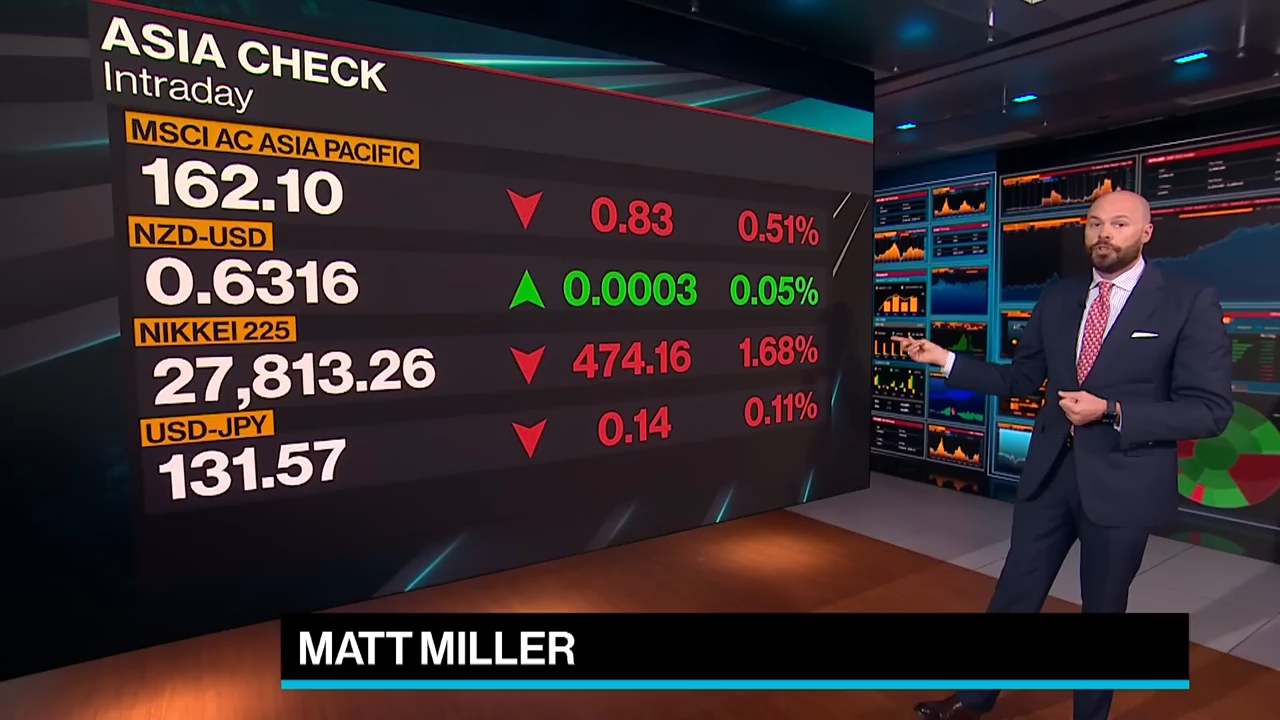 ASIA CHECK
Intraday
MSCI AC ASIA PACIFIC
162.10 0.83 0.51%
NZD-USD
0.6316 0.0003 0.05%
NIKKEI 225
27,813.26 474.16 1.68%
USD-JPY
131.57 0.14 0.11%
MATT MILLER